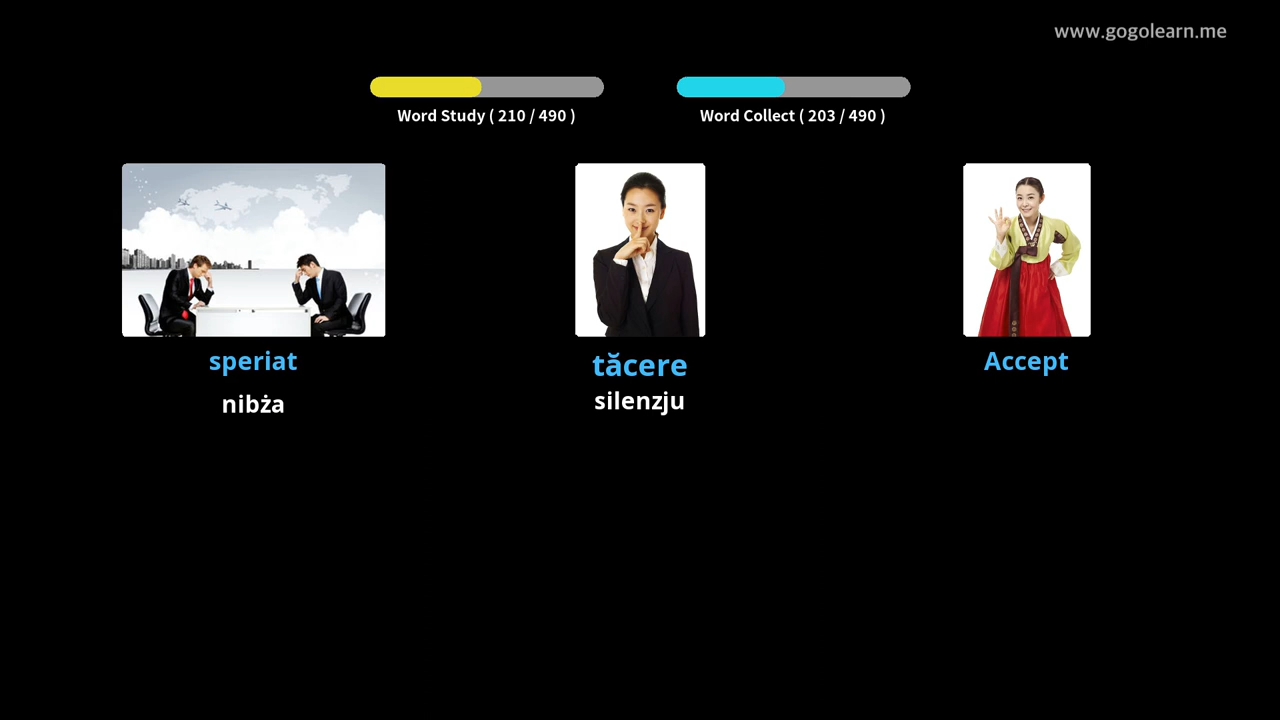 www.gogolearn.me
Word Study ( 210 / 490 )
Word Collect ( 203 / 490 )
speriat
nibża
tăcere
silenzju
Accept